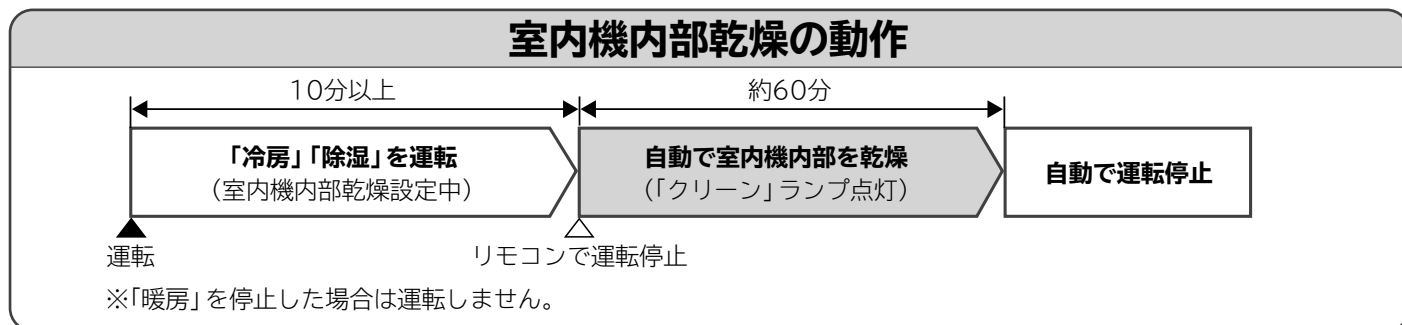 室内機内部乾燥の動作
10分以上
約60分
「冷房」「除湿」を運転
（室内機内部乾燥設定中）
自動で室内機内部を乾燥
（「クリーン」ランプ点灯）
自動で運転停止
運転
リモコンで運転停止
※「暖房」を停止した場合は運転しません。